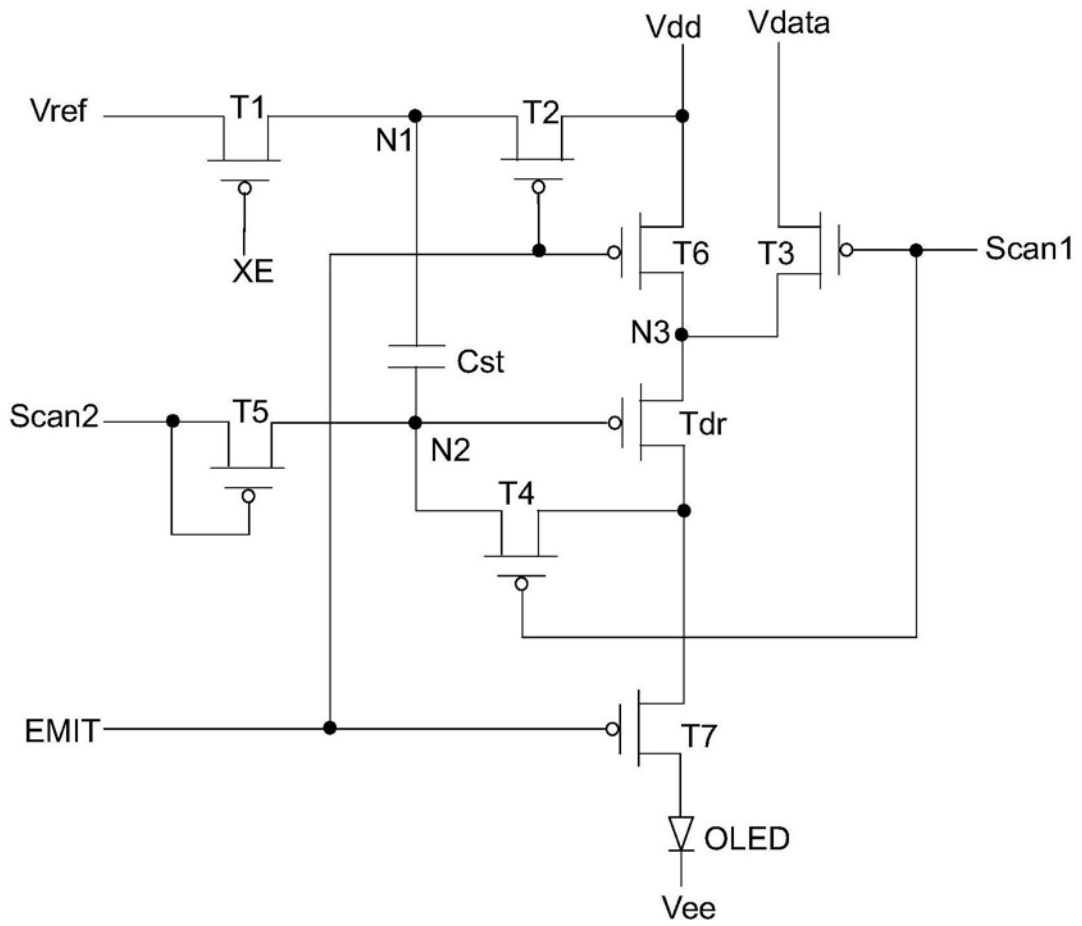 Vdd
Vdata
Vref
T1
N1
T2
XE
T6
T3
Scan1
N3
Cst
Scan2
T5
N2
Tdr
T4
EMIT
T7
OLED
Vee